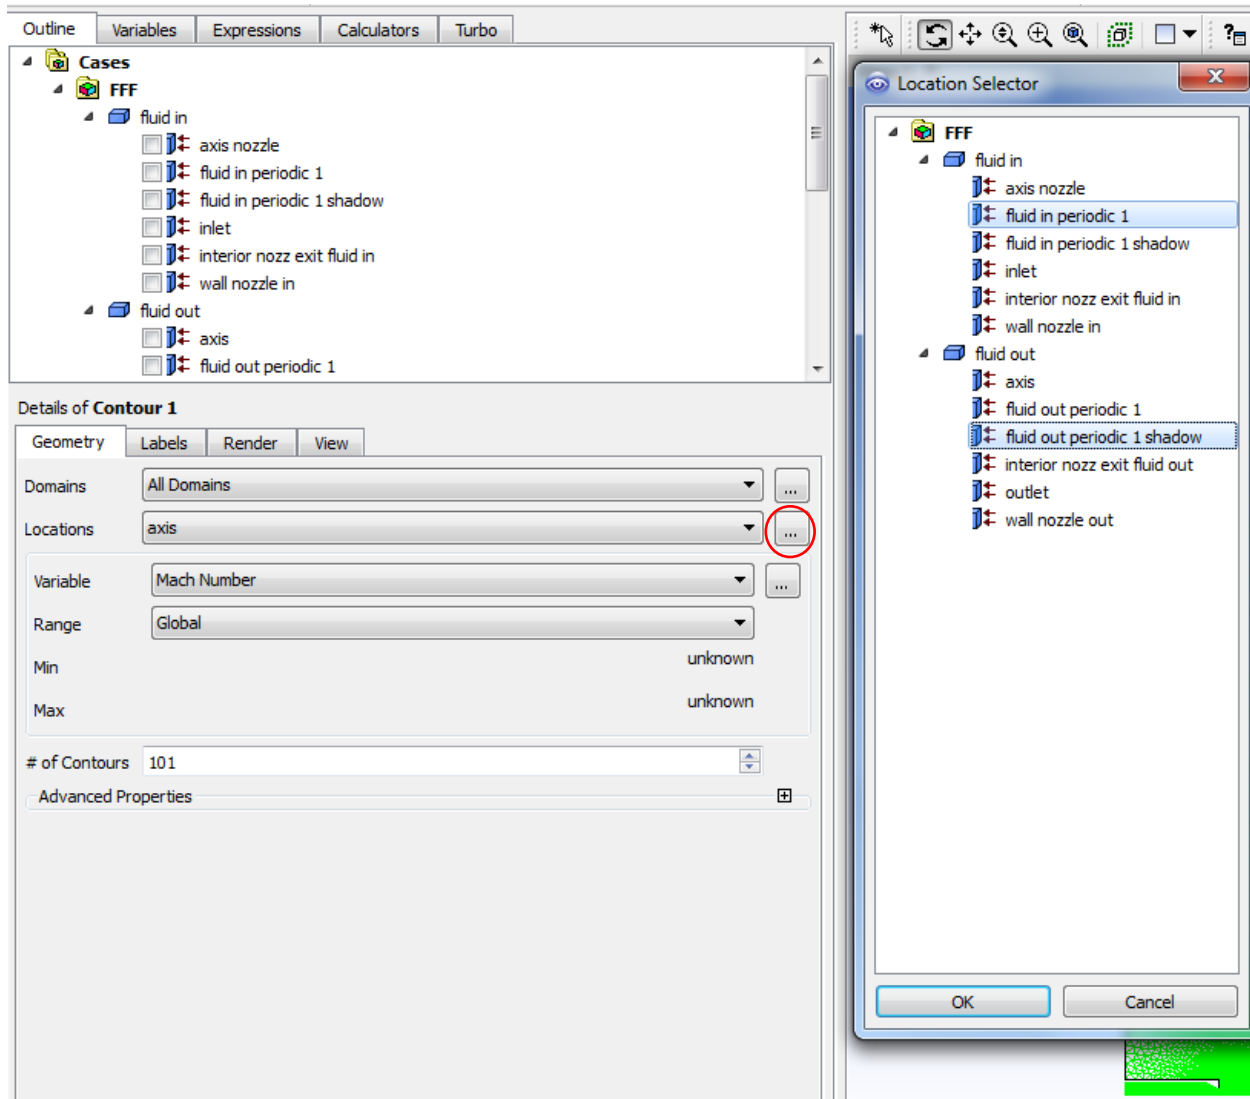 Outline Variables Expressions Calculators Turbo
Cases
FFF
fluid in
axis nozzle
fluid in periodic 1
fluid in periodic 1 shadow
inlet
interior nozz exit fluid in
wall nozzle in
fluid out
axis
fluid out periodic 1
Details of Contour 1
Geometry Labels Render View
Domains All Domains ...
Locations axis ...
Variable Mach Number ...
Range Global
Min unknown
Max unknown
# of Contours 101
Advanced Properties
Location Selector
FFF
fluid in
axis nozzle
fluid in periodic 1
fluid in periodic 1 shadow
inlet
interior nozz exit fluid in
wall nozzle in
fluid out
axis
fluid out periodic 1
fluid out periodic 1 shadow
interior nozz exit fluid out
outlet
wall nozzle out
OK Cancel